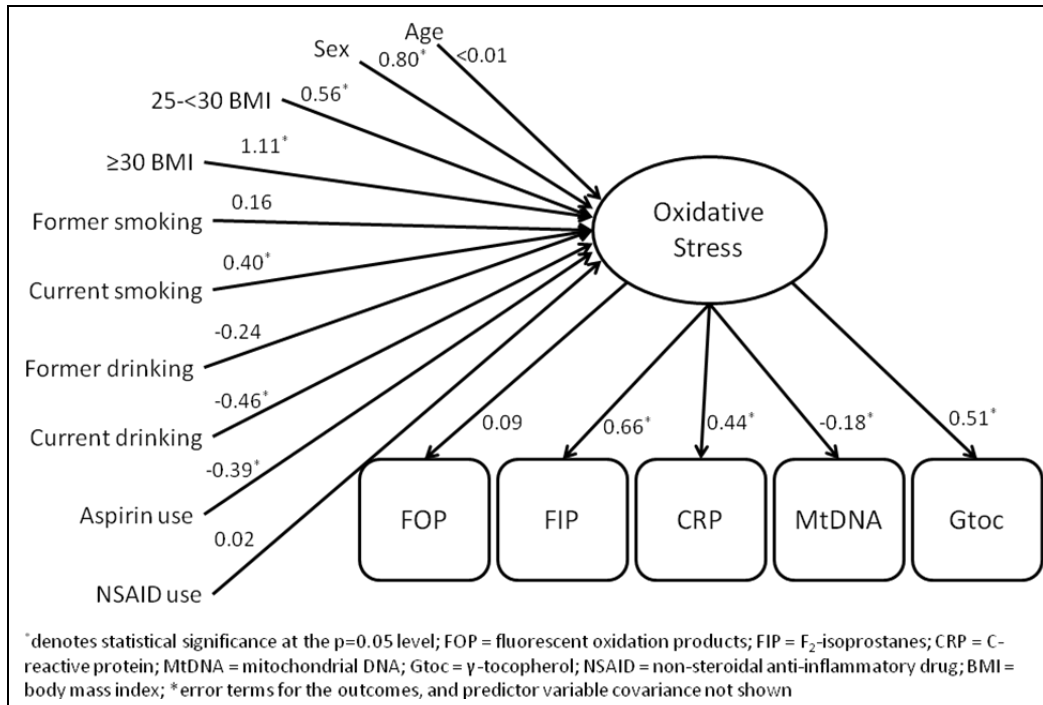 Age
<0.01
Sex
0.80*
25-<30 BMI
0.56*
≥30 BMI
1.11*
Former smoking
0.16
Current smoking
0.40*
Former drinking
-0.24
Current drinking
-0.46*
Aspirin use
-0.39*
NSAID use
0.02
Oxidative
Stress
0.09
0.66*
0.44*
-0.18*
0.51*
FOP
FIP
CRP
MtDNA
Gtoc
*denotes statistical significance at the p=0.05 level; FOP = fluorescent oxidation products; FIP = F₂-isoprostanes; CRP = C-
reactive protein; MtDNA = mitochondrial DNA; Gtoc = γ-tocopherol; NSAID = non-steroidal anti-inflammatory drug; BMI =
body mass index; *error terms for the outcomes, and predictor variable covariance not shown